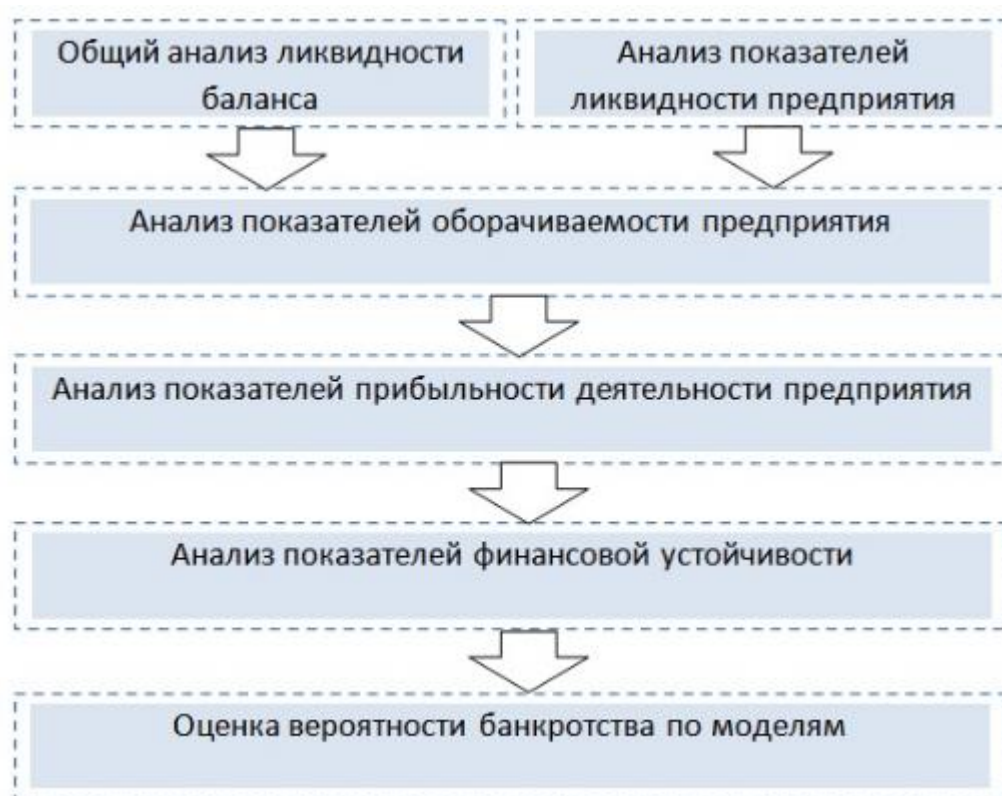 Общий анализ ликвидности
баланса
Анализ показателей
ликвидности предприятия
Анализ показателей оборачиваемости предприятия
Анализ показателей прибыльности деятельности предприятия
Анализ показателей финансовой устойчивости
Оценка вероятности банкротства по моделям